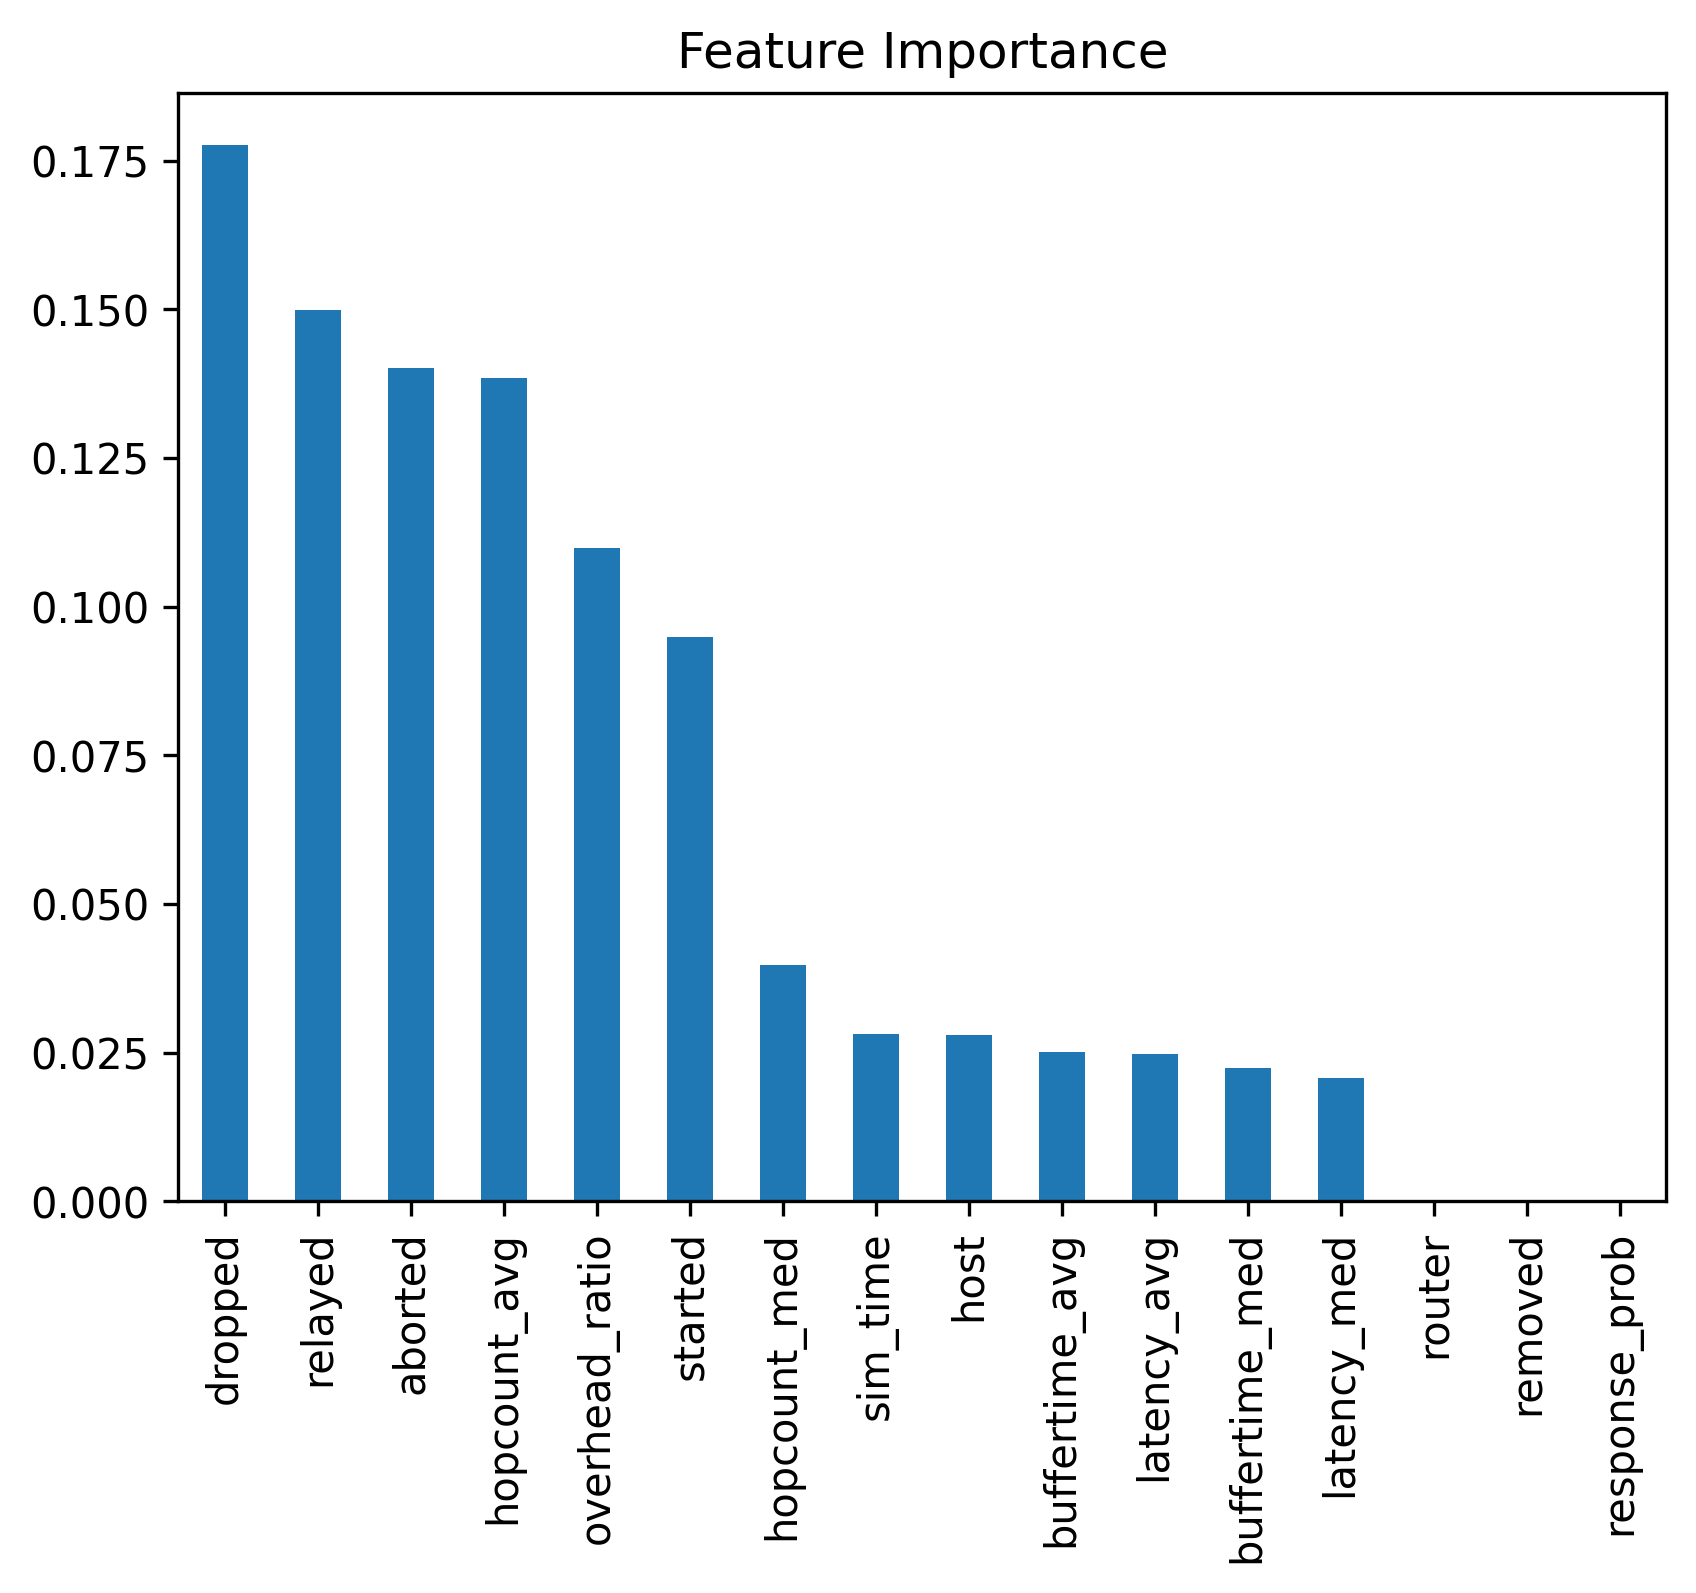 Feature Importance
0.175
0.150
0.125
0.100
0.075
0.050
0.025
0.000
dropped
relayed
aborted
hopcount_avg
overhead_ratio
started
hopcount_med
sim_time
host
buffertime_avg
latency_avg
buffertime_med
latency_med
router
removed
response_prob